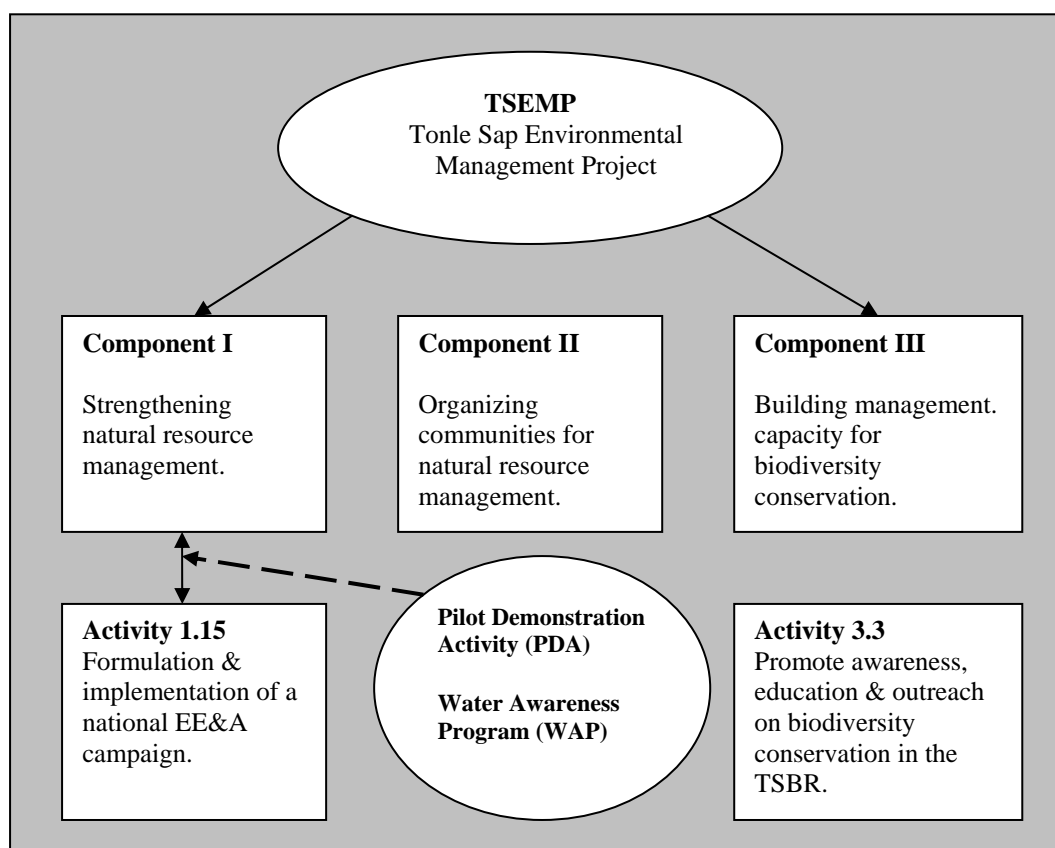 TSEMP
Tonle Sap Environmental
Management Project
Component I
Strengthening
natural resource
management.
Component II
Organizing
communities for
natural resource
management.
Component III
Building management.
capacity for
biodiversity
conservation.
Activity 1.15
Formulation &
implementation of a
national EE&A
campaign.
Pilot Demonstration
Activity (PDA)
Water Awareness
Program (WAP)
Activity 3.3
Promote awareness,
education & outreach
on biodiversity
conservation in the
TSBR.